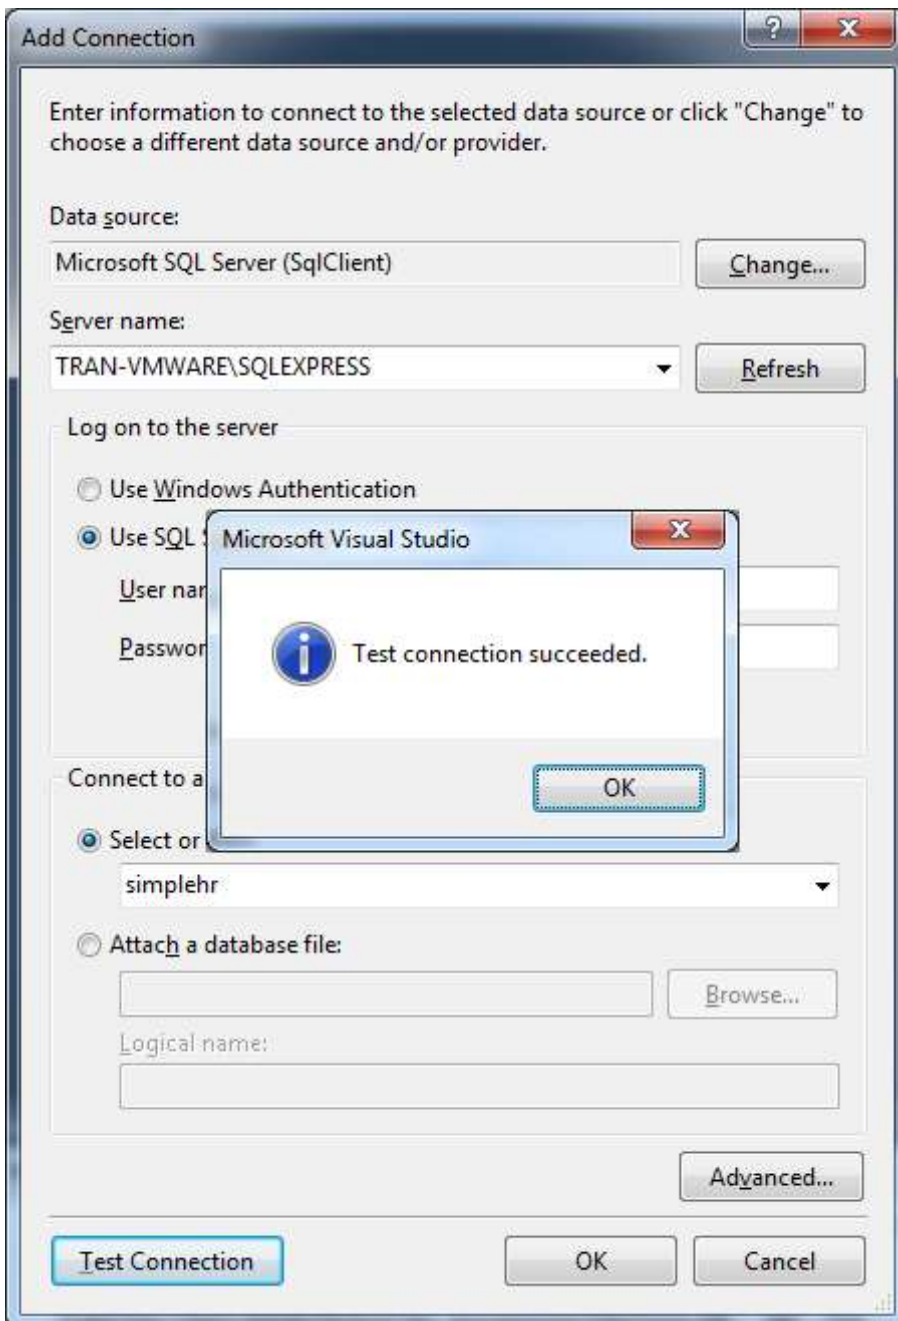 Add Connection
Enter information to connect to the selected data source or click "Change" to
choose a different data source and/or provider.
Data source:
Microsoft SQL Server (SqlClient)
Change...
Server name:
TRAN-VMWARE\SQLEXPRESS
Refresh
Log on to the server
Use Windows Authentication
Use SQL
Microsoft Visual Studio
User
Test connection succeeded.
OK
Connect to a
Select or
simplehr
Attach a database file:
Browse...
Logical name:
Advanced...
Test Connection
OK
Cancel